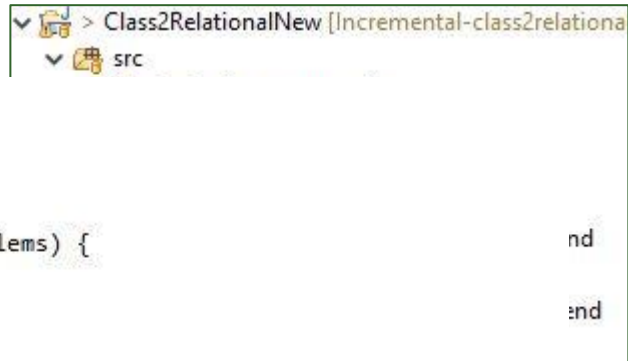 > Class2RelationalNew [Incremental-class2relationa
src
lems) {
nd
end